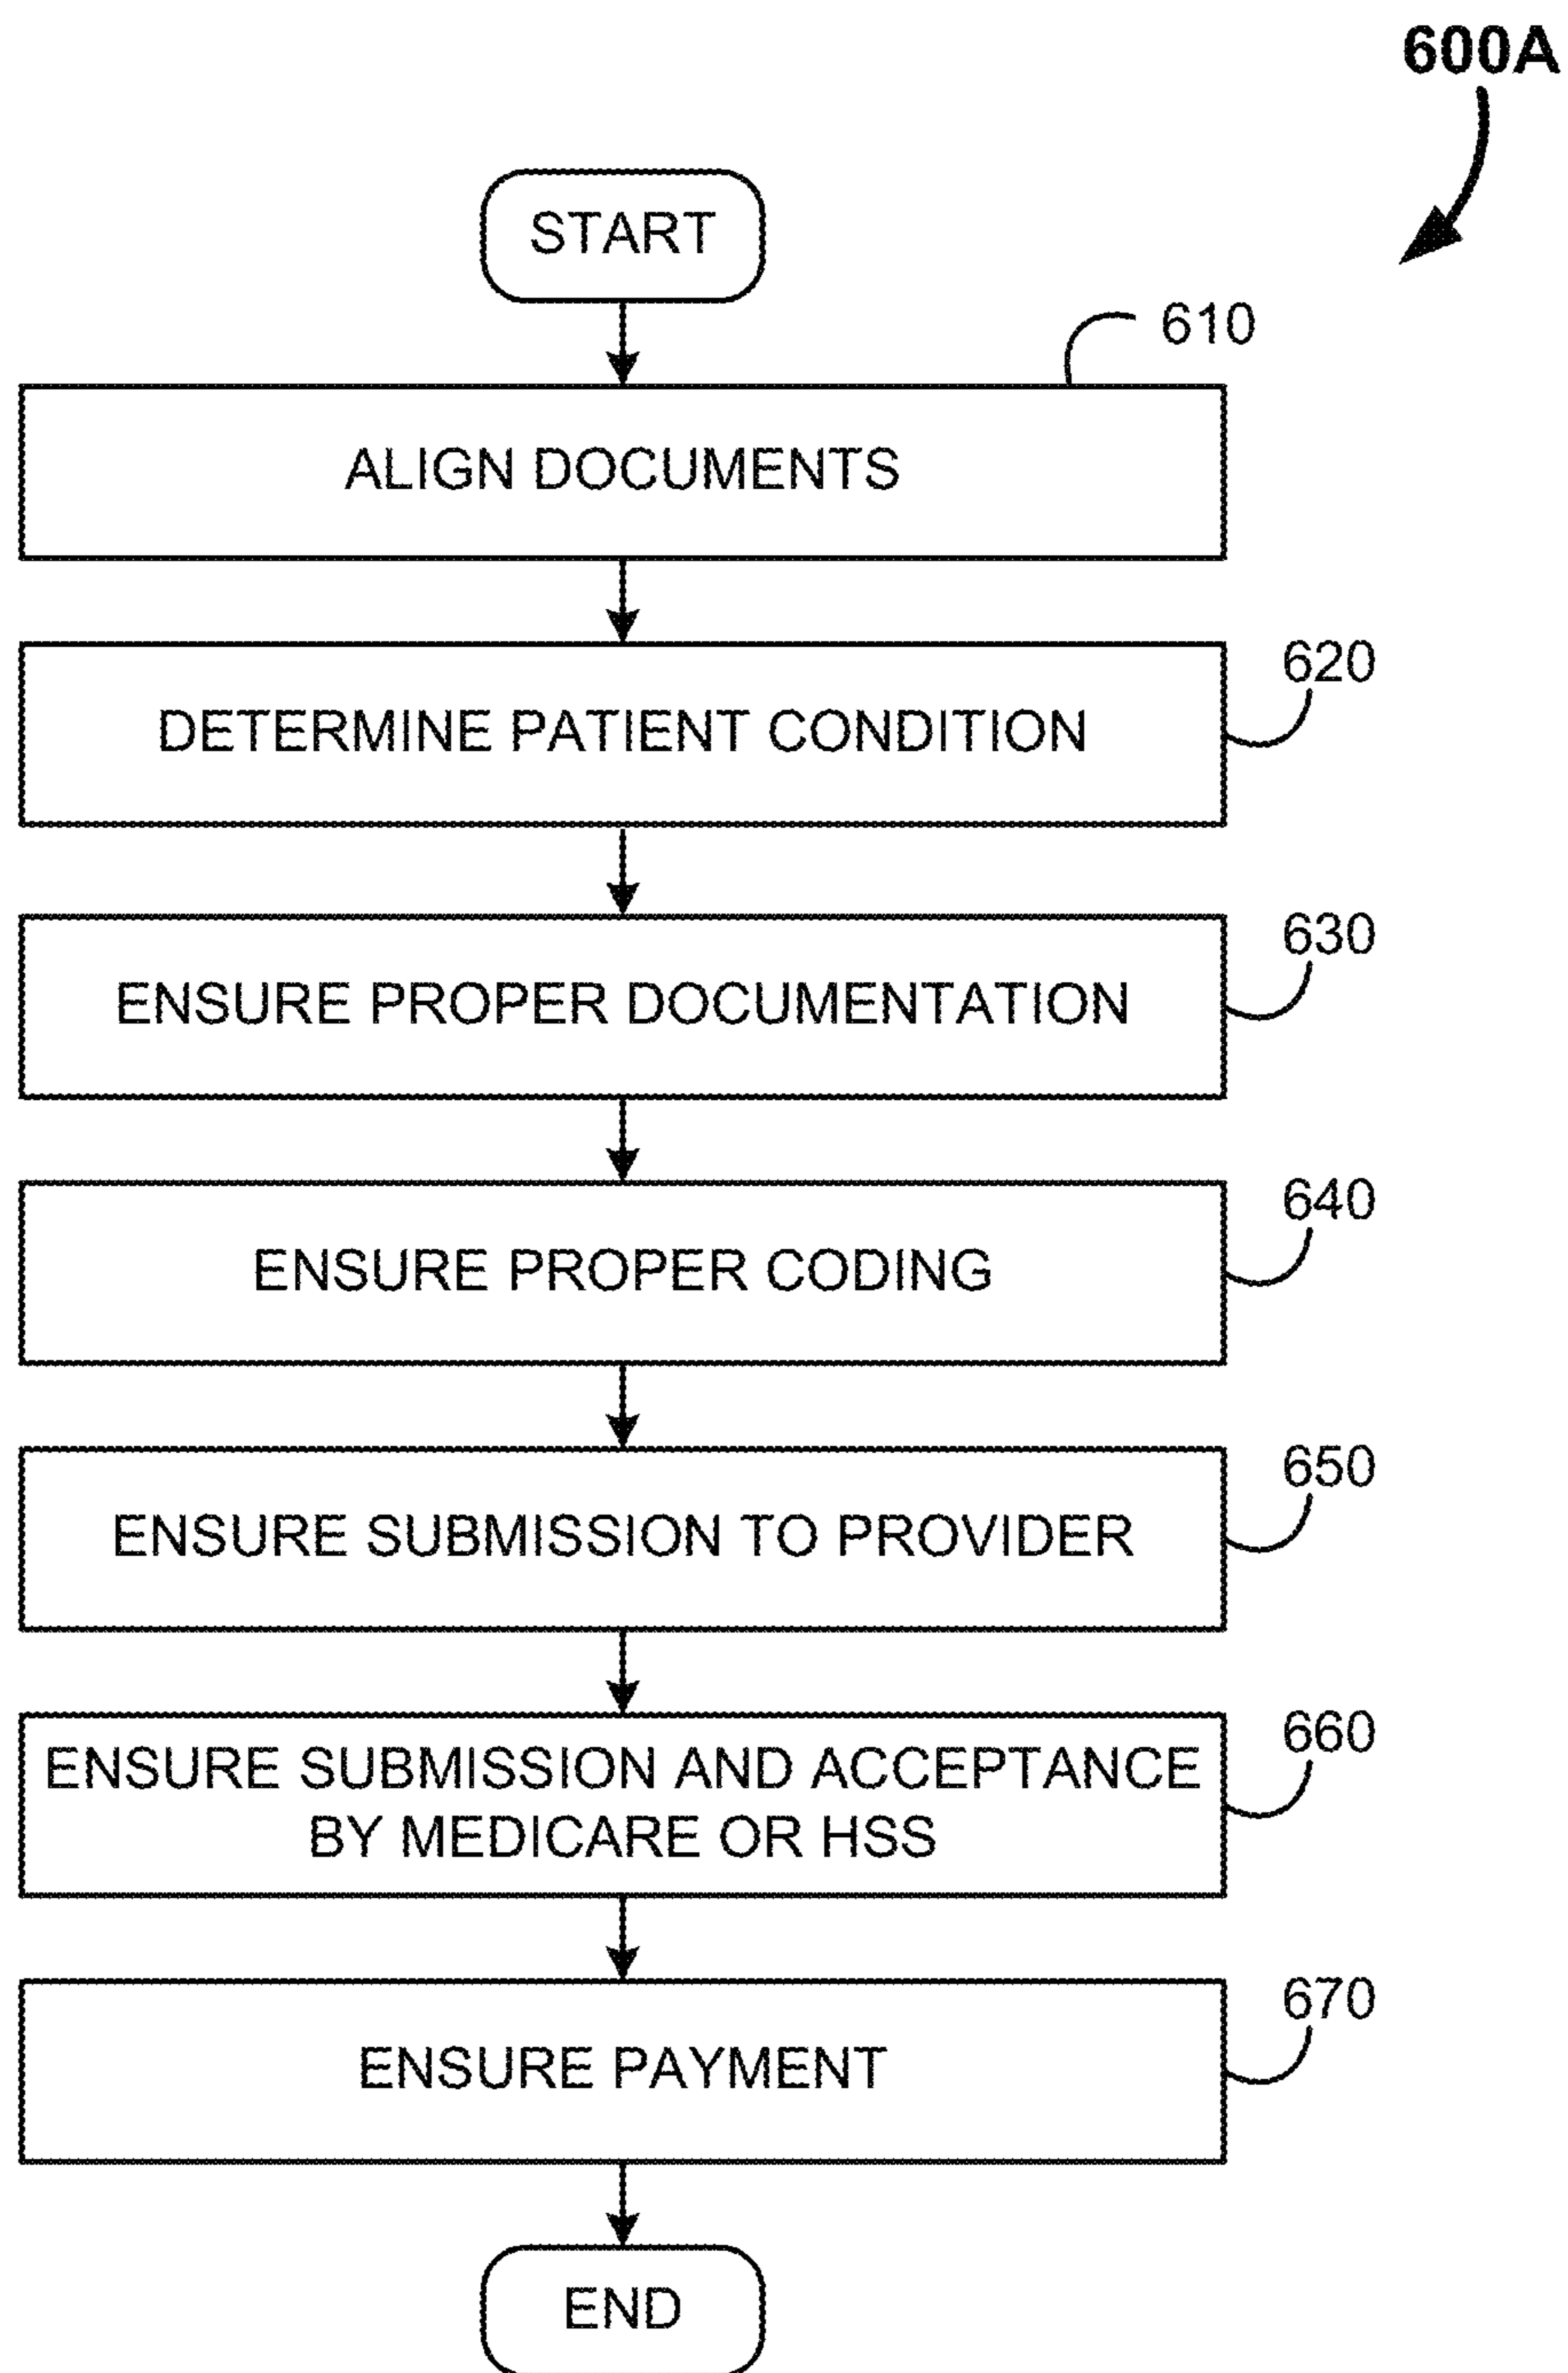 600A
START
610
ALIGN DOCUMENTS
620
DETERMINE PATIENT CONDITION
630
ENSURE PROPER DOCUMENTATION
640
ENSURE PROPER CODING
650
ENSURE SUBMISSION TO PROVIDER
660
ENSURE SUBMISSION AND ACCEPTANCE
BY MEDICARE OR HSS
670
ENSURE PAYMENT
END